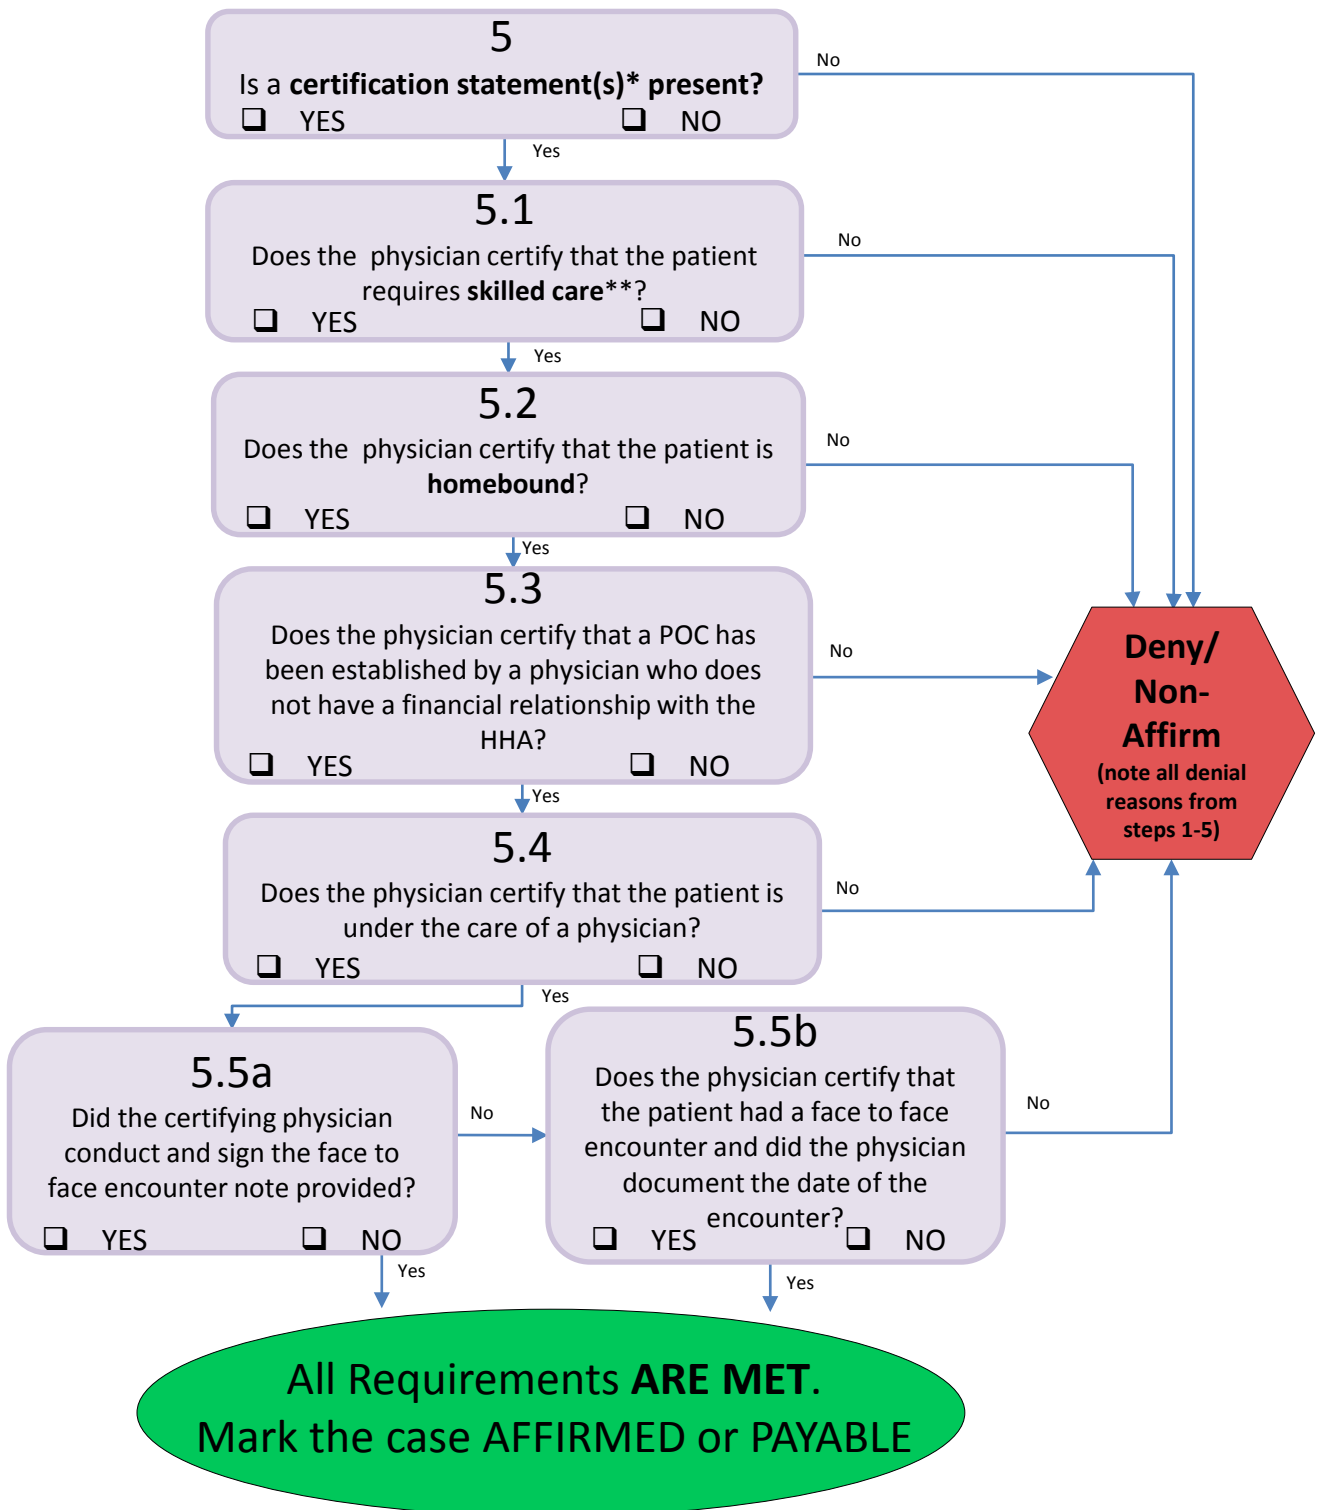 5
Is a certification statement(s)* present?
❑ YES ❑ NO
No
Yes
5.1
Does the physician certify that the patient
requires skilled care**?
❑ YES ❑ NO
No
Yes
5.2
Does the physician certify that the patient is
homebound?
❑ YES ❑ NO
No
Yes
5.3
Does the physician certify that a POC has
been established by a physician who does
not have a financial relationship with the
HHA?
❑ YES ❑ NO
No
Yes
Deny/
Non-
Affirm
(note all denial
reasons from
steps 1-5)
5.4
Does the physician certify that the patient is
under the care of a physician?
❑ YES ❑ NO
No
Yes
5.5a
Did the certifying physician
conduct and sign the face to
face encounter note provided?
❑ YES ❑ NO
No
Yes
5.5b
Does the physician certify that
the patient had a face to face
encounter and did the physician
document the date of the
encounter?
❑ YES ❑ NO
No
Yes
All Requirements ARE MET.
Mark the case AFFIRMED or PAYABLE